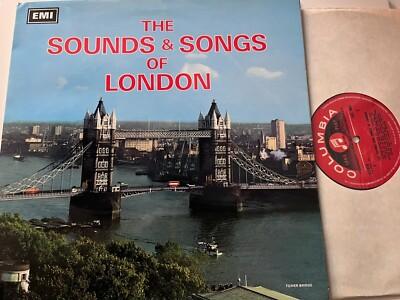 EMI
THE
SOUNDS & SONGS
OF
LONDON
TOWER BRIDGE
COLUMBIA